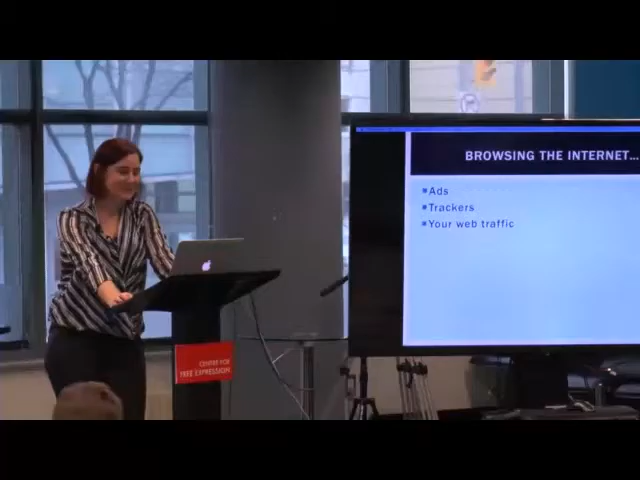 BROWSING THE INTERNET...
Ads
Trackers
Your web traffic
CENTRE FOR
FREE EXPRESSION